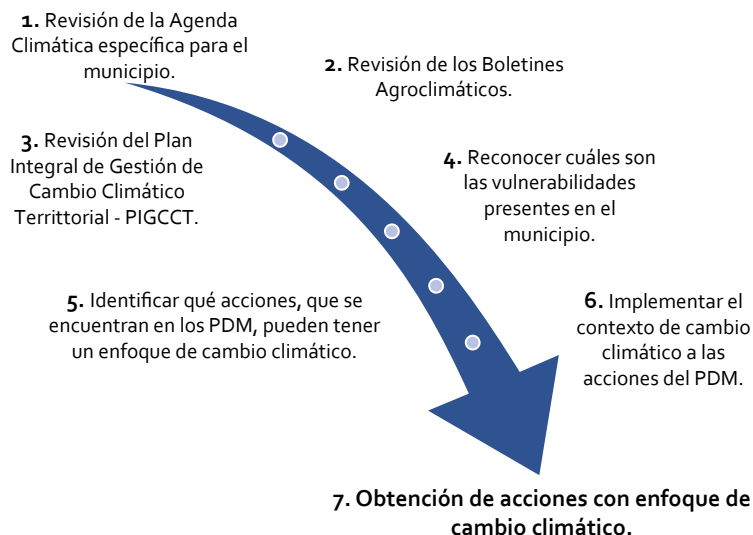 1. Revisión de la Agenda
Climática específica para el
municipio.
2. Revisión de los Boletines
Agroclimáticos.
3. Revisión del Plan
Integral de Gestión de
Cambio Climático
Territtorial - PIGCCT.
4. Reconocer cuáles son
las vulnerabilidades
presentes en el
municipio.
5. Identificar qué acciones, que se
encuentran en los PDM, pueden tener
un enfoque de cambio climático.
6. Implementar el
contexto de cambio
climático a las
acciones del PDM.
7. Obtención de acciones con enfoque de
cambio climático.